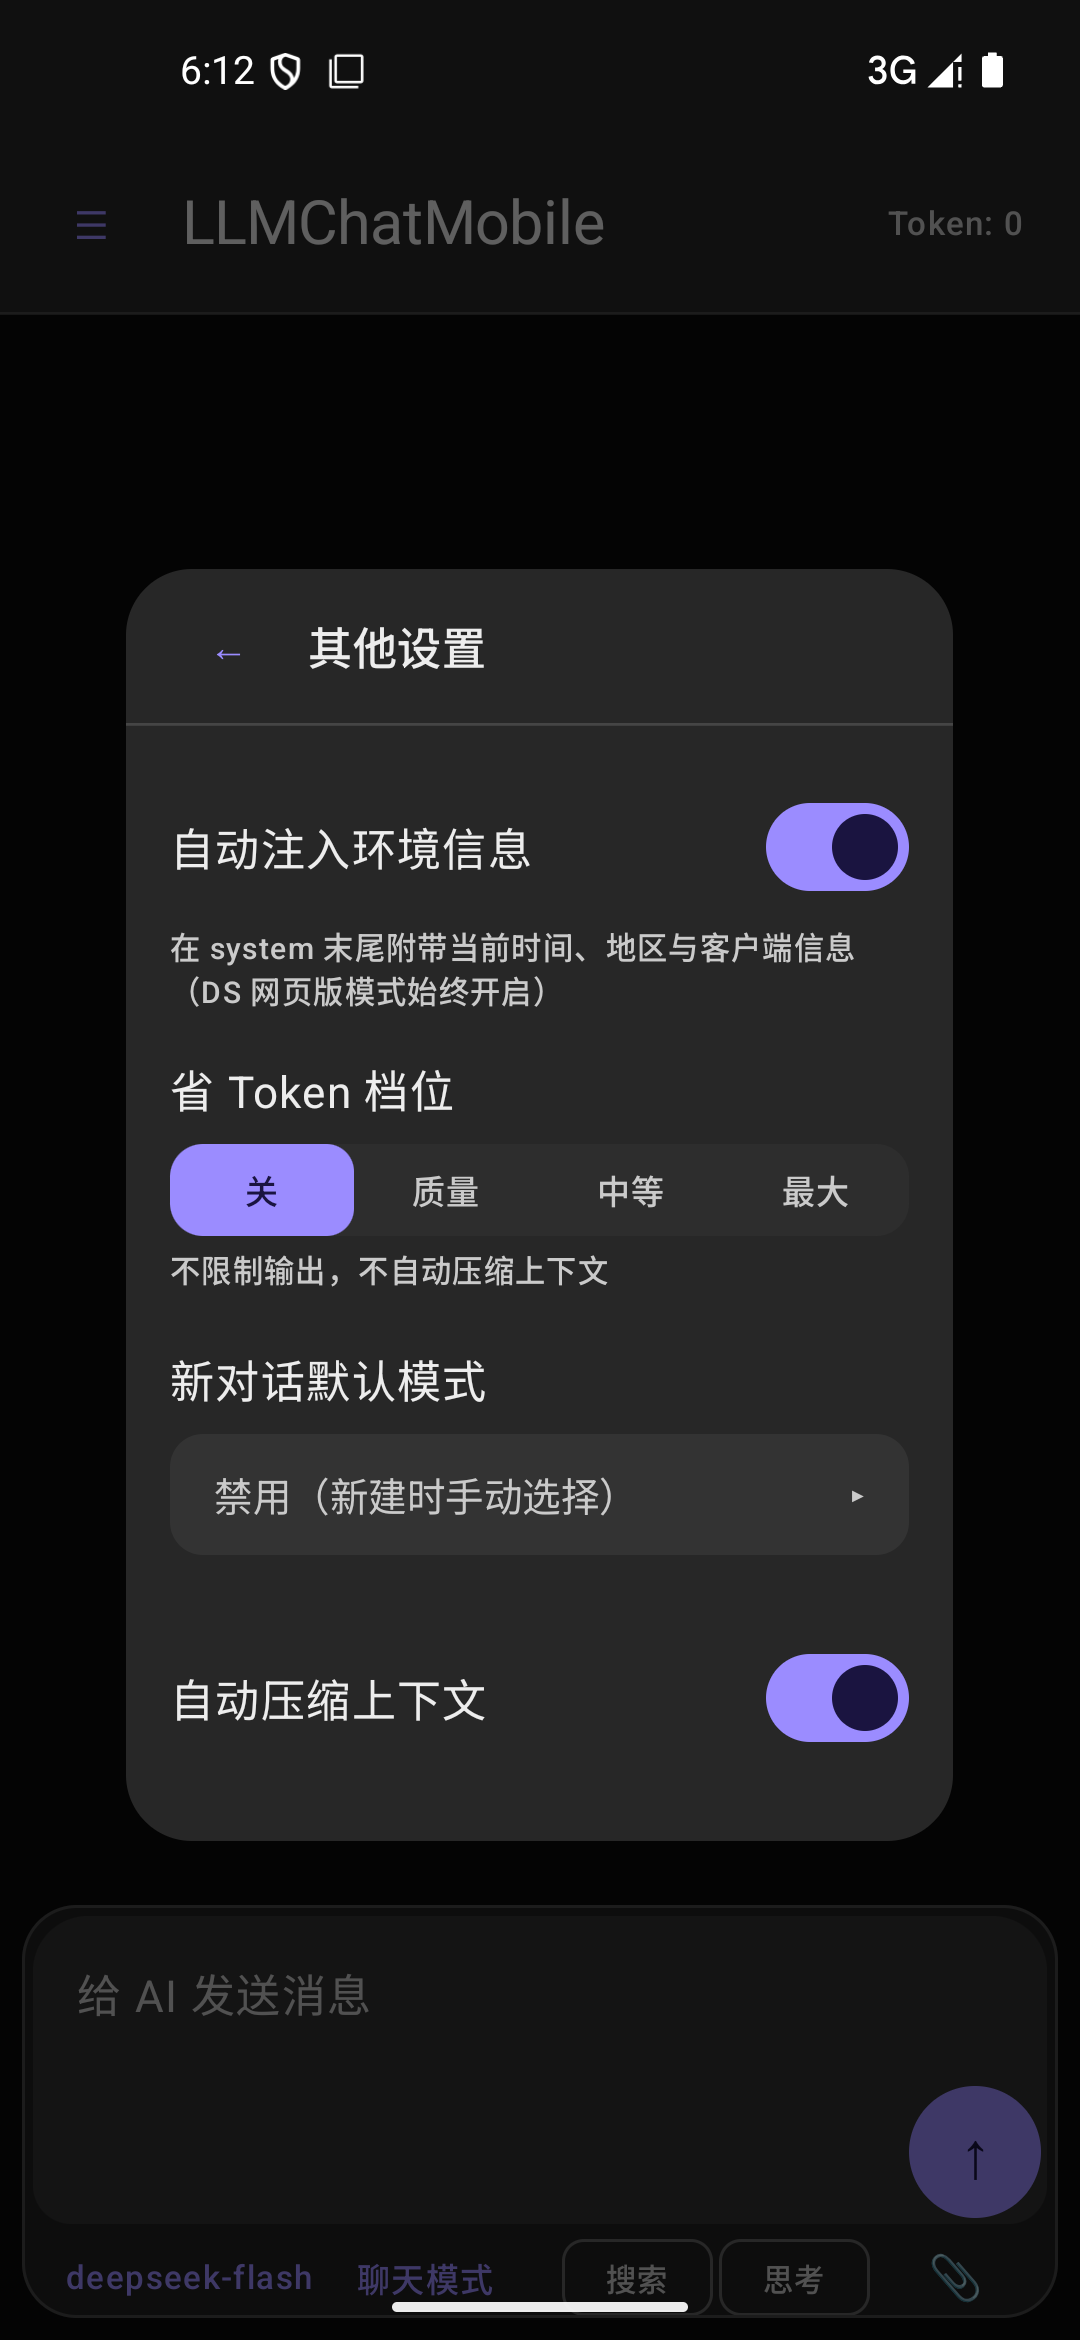 6:12
3G
☰ LLMChatMobile Token: 0
← 其他设置
自动注入环境信息
在 system 末尾附带当前时间、地区与客户端信息
（DS 网页版模式始终开启）
省 Token 档位
关 质量 中等 最大
不限制输出，不自动压缩上下文
新对话默认模式
禁用（新建时手动选择） ▸
自动压缩上下文
给 AI 发送消息
↑
deepseek-flash 聊天模式 搜索 思考